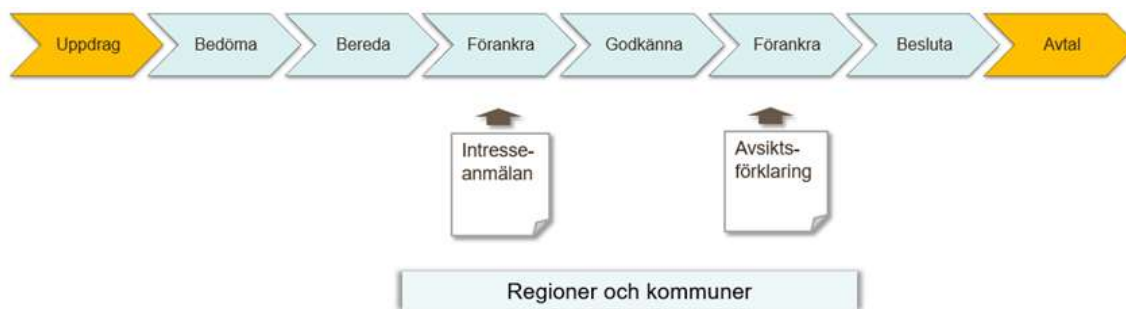 Uppdrag
Bedöma
Bereda
Förankra
Godkänna
Förankra
Besluta
Avtal
Intresse-
anmälan
Avsikts-
förklaring
Regioner och kommuner